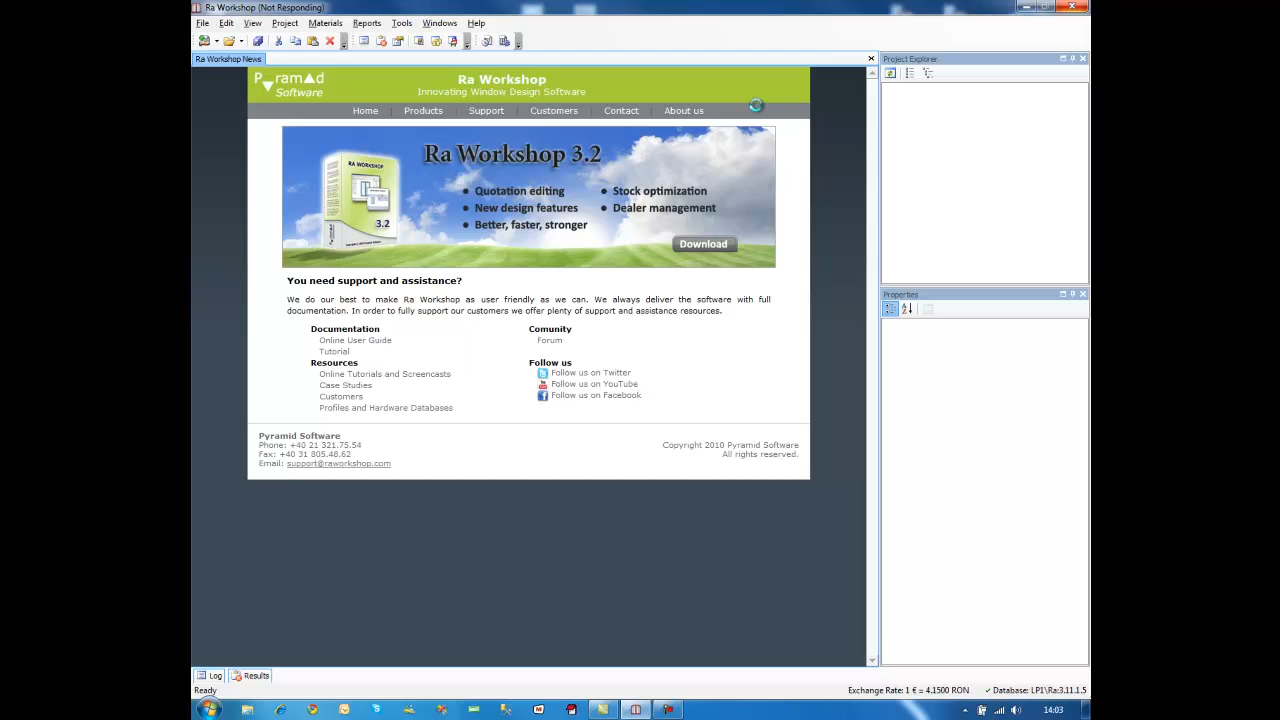 Ra Workshop (Not Responding)
File Edit View Project Materials Reports Tools Windows Help
Ra Workshop News
Project Explorer
Pyramid Software
Ra Workshop
Innovating Window Design Software
Home Products Support Customers Contact About us
RA WORKSHOP
3.2
Ra Workshop 3.2
Quotation editing
New design features
Better, faster, stronger
Stock optimization
Dealer management
Download
You need support and assistance?
We do our best to make Ra Workshop as user friendly as we can. We always deliver the software with full
documentation. In order to fully support our customers we offer plenty of support and assistance resources.
Documentation
Online User Guide
Tutorial
Resources
Online Tutorials and Screencasts
Case Studies
Customers
Profiles and Hardware Databases
Comunity
Forum
Follow us
Follow us on Twitter
Follow us on YouTube
Follow us on Facebook
Pyramid Software
Phone: +40 21 321.75.54
Fax: +40 31 805.48.62
Email: support@raworkshop.com
Copyright 2010 Pyramid Software
All rights reserved.
Properties
Log Results
Ready
Exchange Rate: 1 € = 4.1500 RON
Database: LP1\Ra:3.11.1.5
14:03